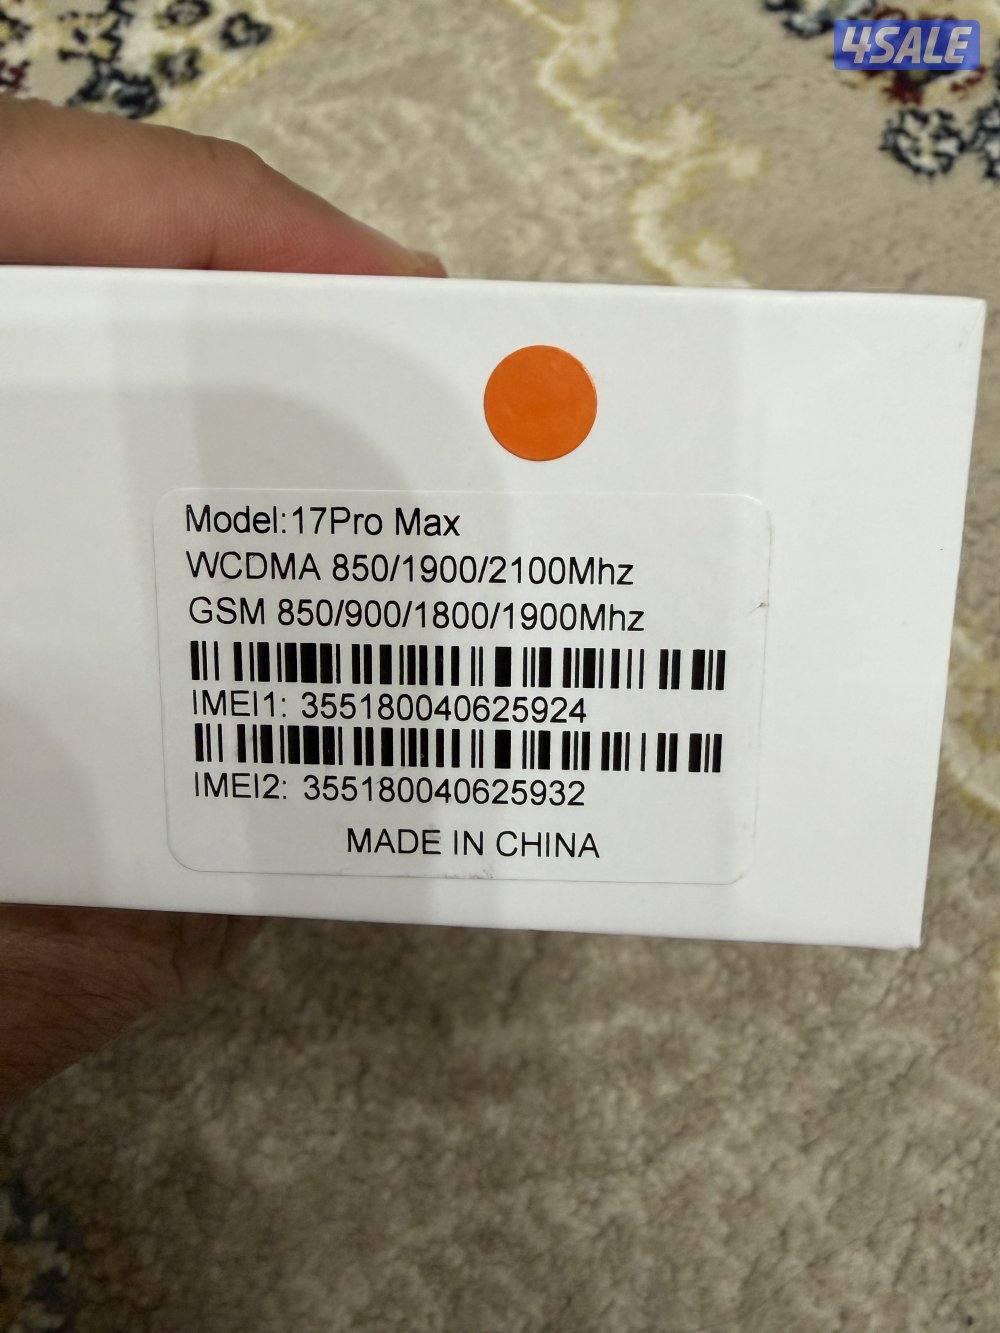 4SALE
Model:17Pro Max
WCDMA 850/1900/2100Mhz
GSM 850/900/1800/1900Mhz
IMEI1: 355180040625924
IMEI2: 355180040625932
MADE IN CHINA